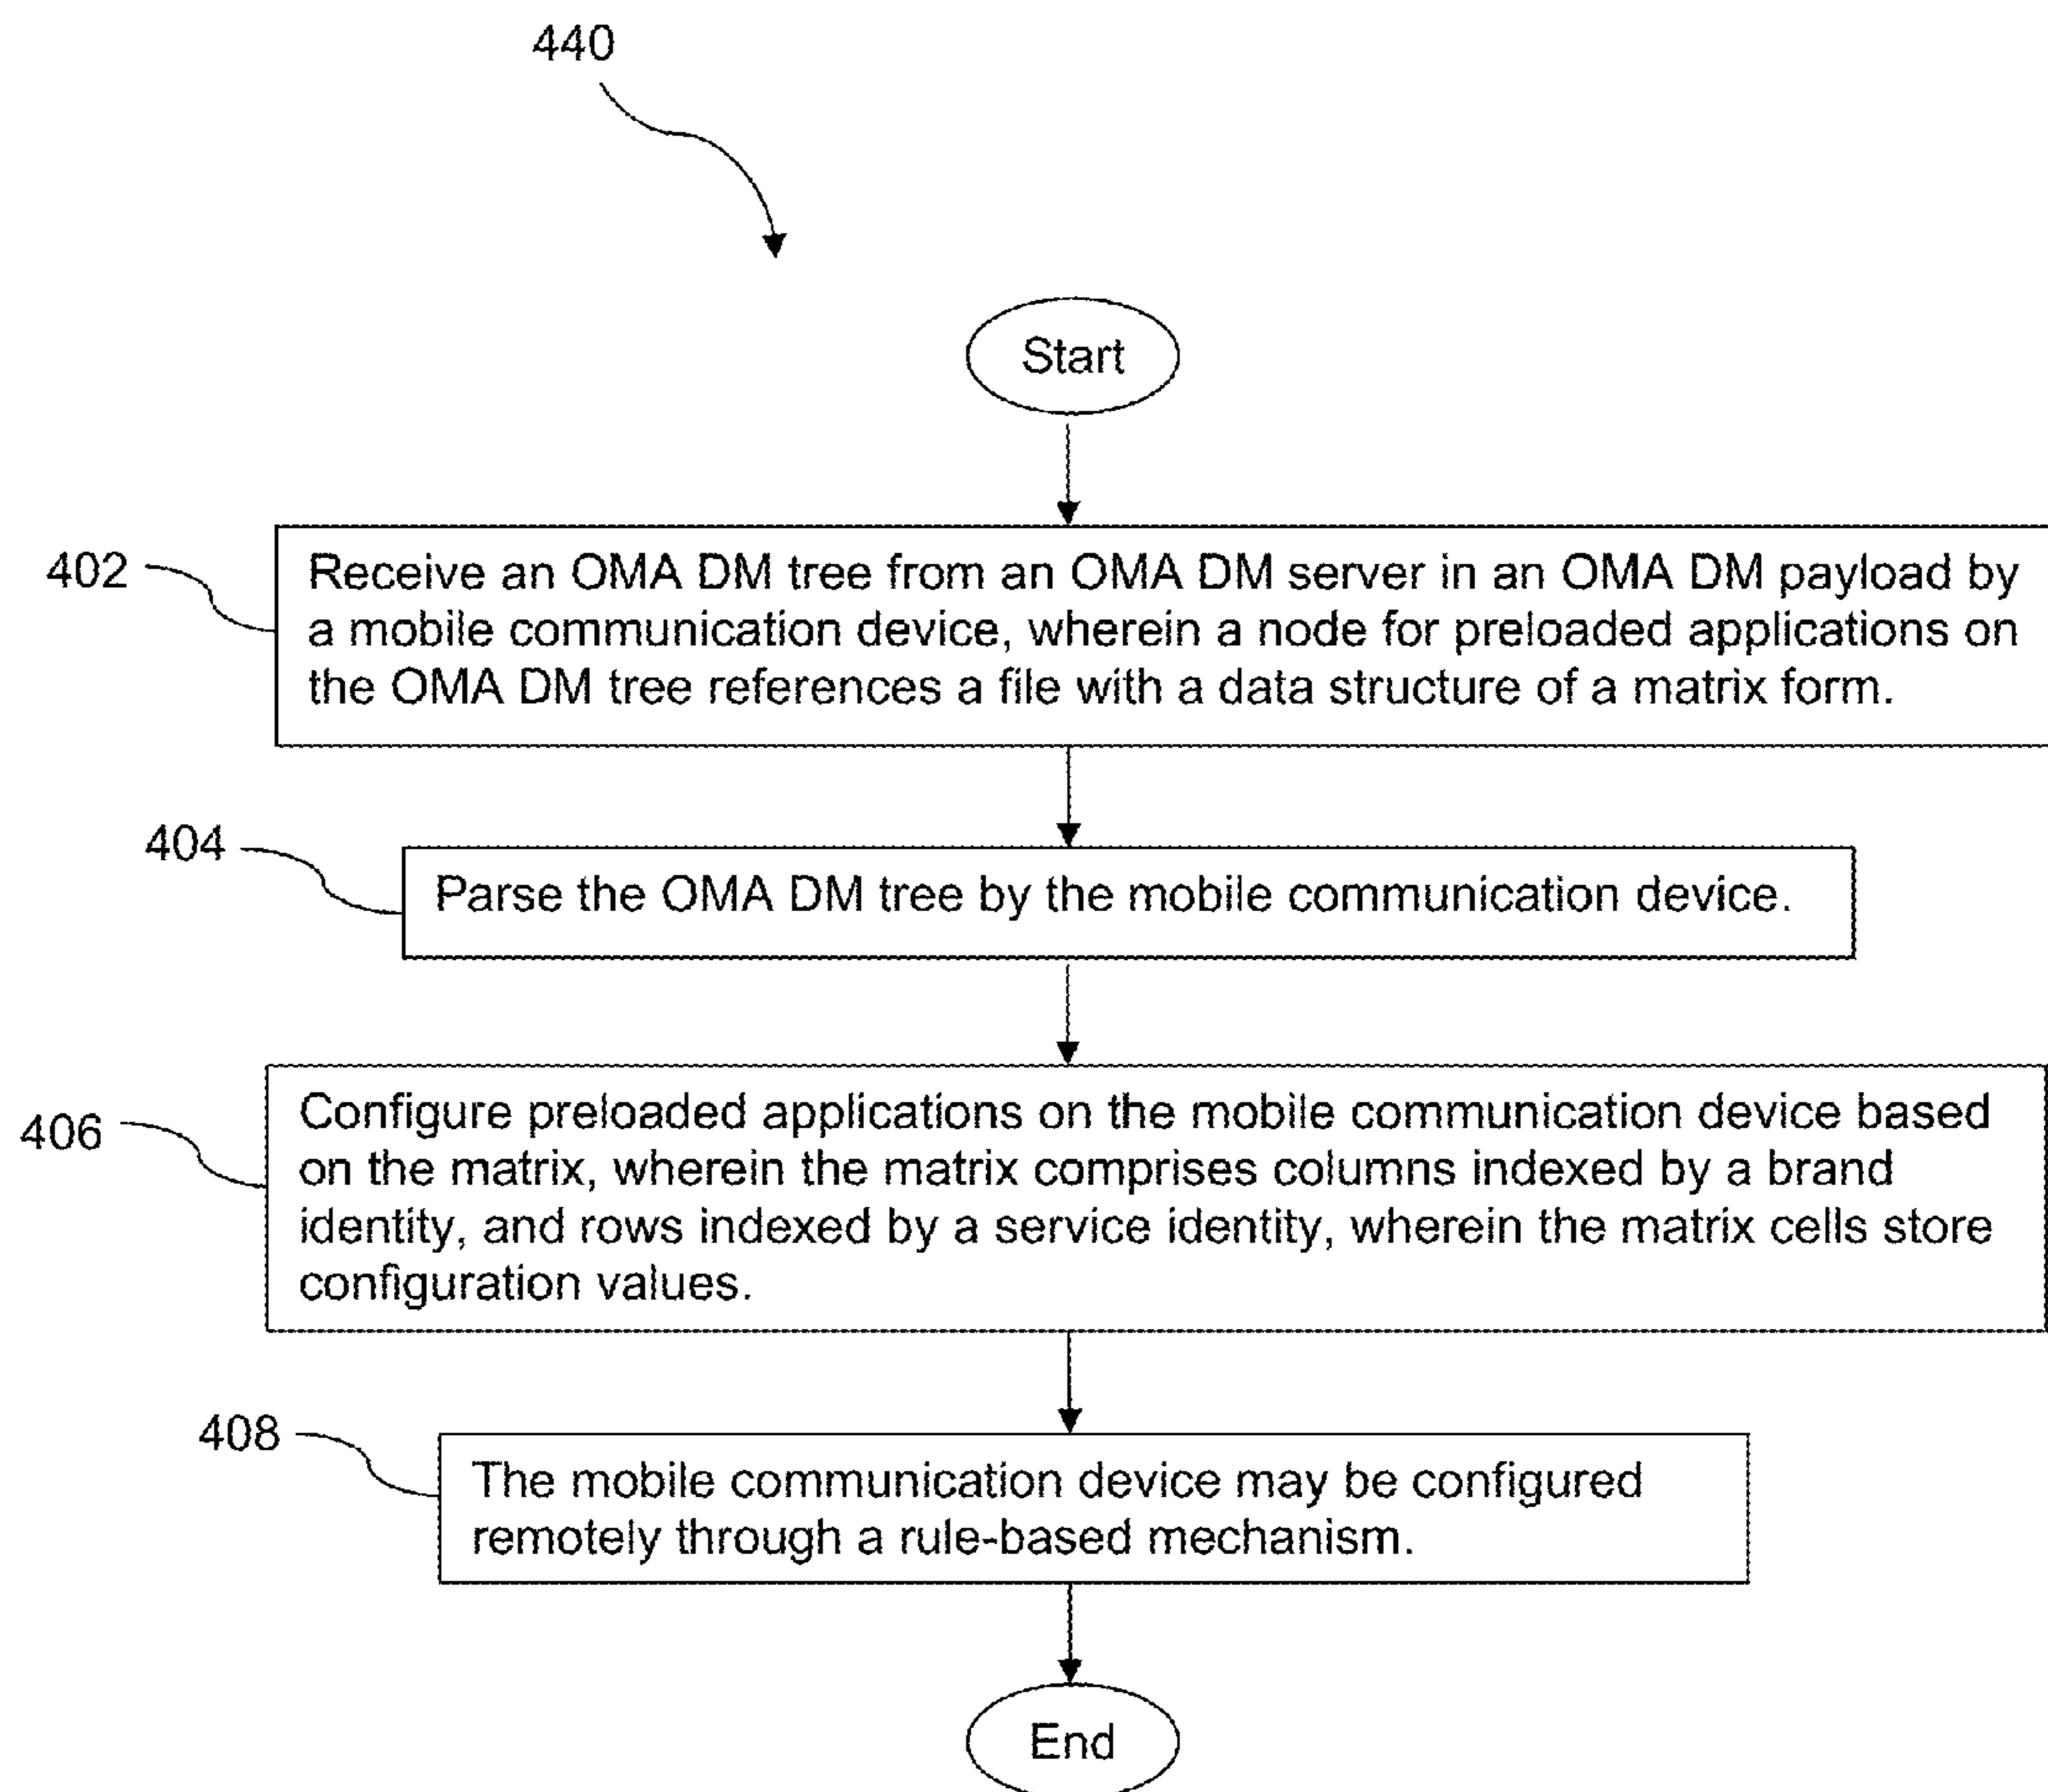 440
Start
402
Receive an OMA DM tree from an OMA DM server in an OMA DM payload by
a mobile communication device, wherein a node for preloaded applications on
the OMA DM tree references a file with a data structure of a matrix form.
404
Parse the OMA DM tree by the mobile communication device.
406
Configure preloaded applications on the mobile communication device based
on the matrix, wherein the matrix comprises columns indexed by a brand
identity, and rows indexed by a service identity, wherein the matrix cells store
configuration values.
408
The mobile communication device may be configured
remotely through a rule-based mechanism.
End